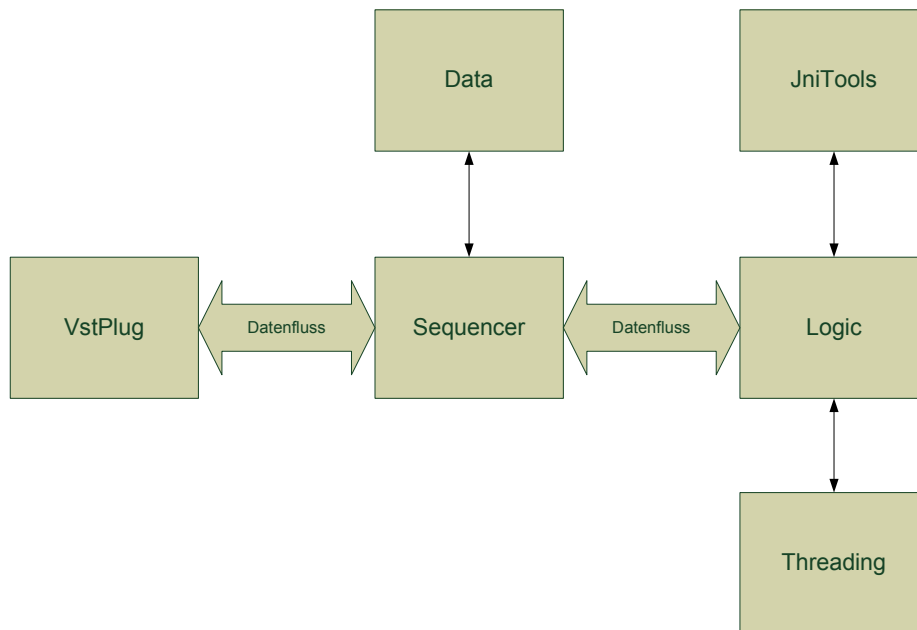 Data
JniTools
VstPlug
Datenfluss
Sequencer
Datenfluss
Logic
Threading